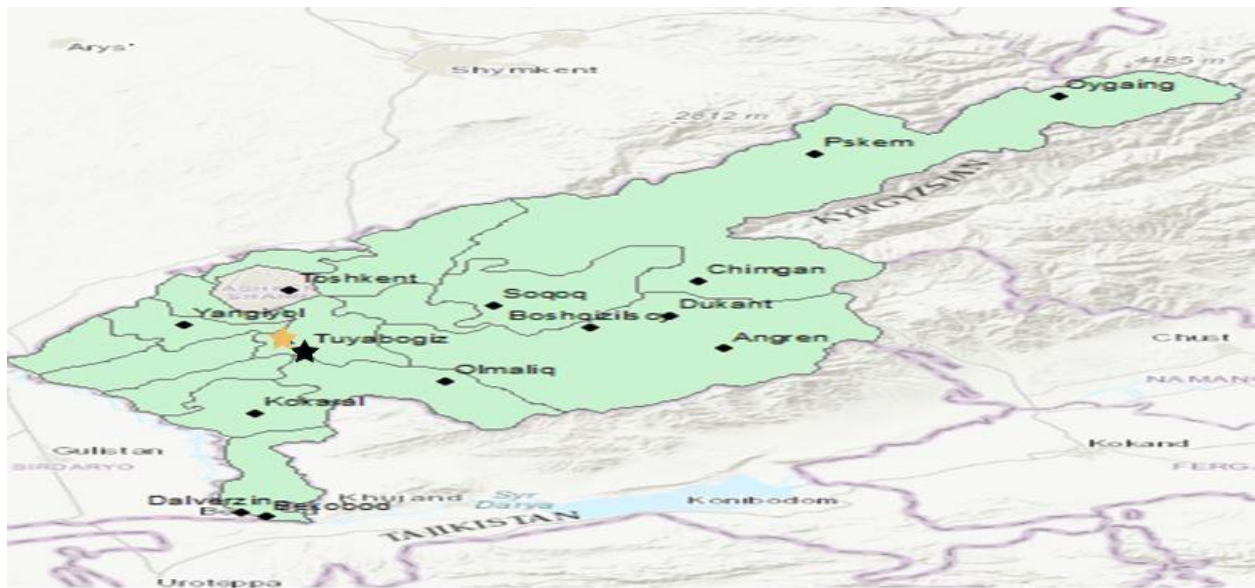 Arys'
Shymkent
4485 m
Oygaing
2812 m
Pskem
KYRGYZSTAN
Toshkent
Chimgan
Soqoq
Dukant
Boshqizilsoy
Yangiyol
Tuyabogiz
Angren
Chust
Olmaliq
NAMAN
Kokaral
Gulistan
SIRDARYO
Kokand
FERGA
Dalverzin
Khujand
Syr
Darya
Konibodom
Bekobod
TAJIKISTAN
Uroteppa